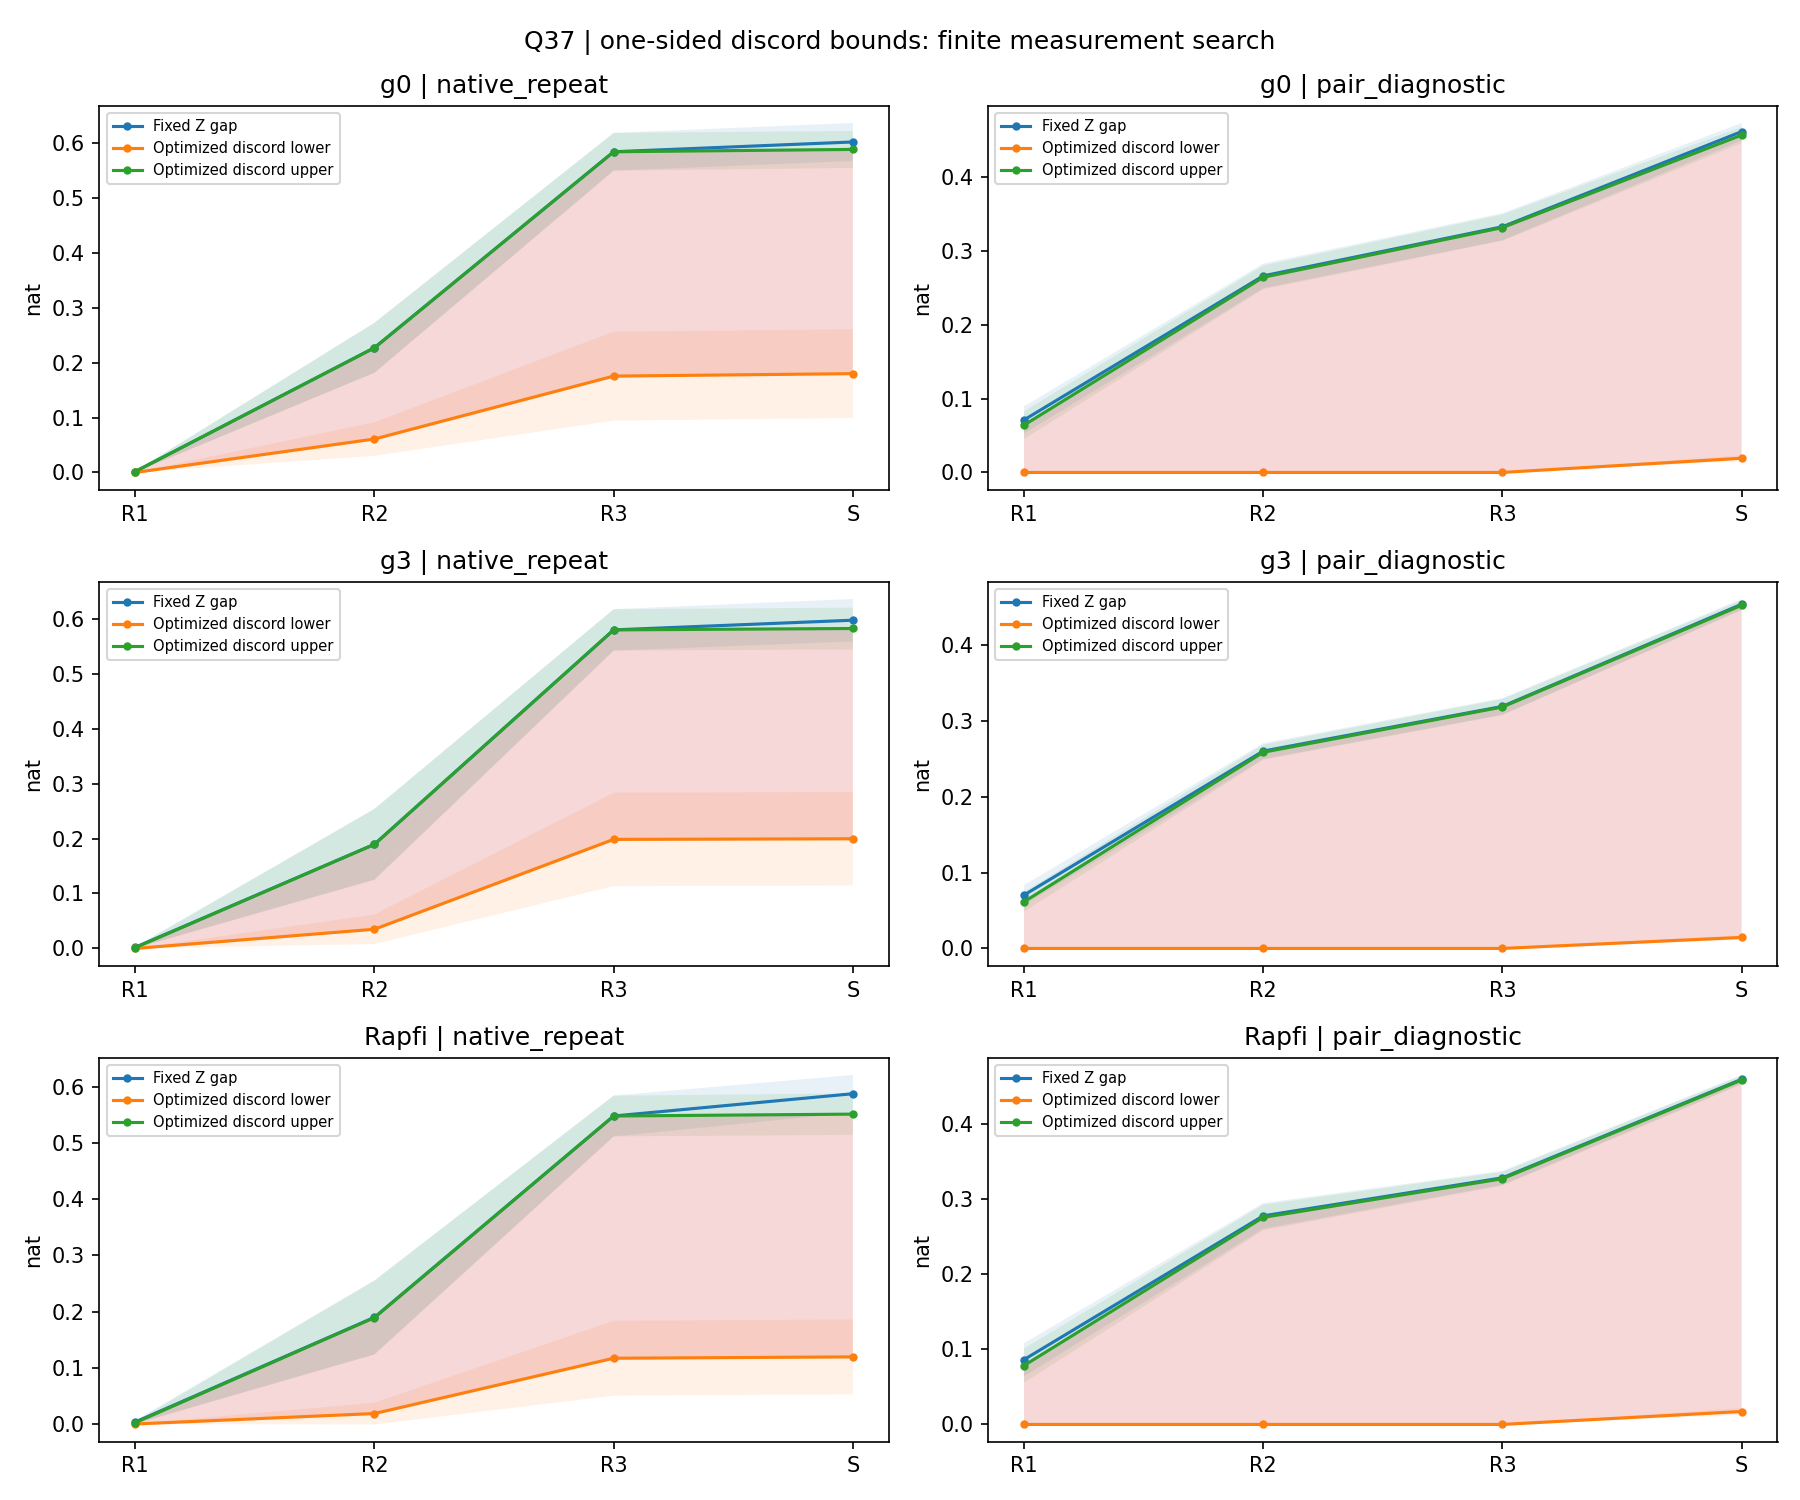 Q37 | one-sided discord bounds: finite measurement search
g0 | native_repeat
Fixed Z gap
Optimized discord lower
Optimized discord upper
nat
0.6
0.5
0.4
0.3
0.2
0.1
0.0
R1 R2 R3 S
g0 | pair_diagnostic
Fixed Z gap
Optimized discord lower
Optimized discord upper
nat
0.4
0.3
0.2
0.1
0.0
R1 R2 R3 S
g3 | native_repeat
Fixed Z gap
Optimized discord lower
Optimized discord upper
nat
0.6
0.5
0.4
0.3
0.2
0.1
0.0
R1 R2 R3 S
g3 | pair_diagnostic
Fixed Z gap
Optimized discord lower
Optimized discord upper
nat
0.4
0.3
0.2
0.1
0.0
R1 R2 R3 S
Rapfi | native_repeat
Fixed Z gap
Optimized discord lower
Optimized discord upper
nat
0.6
0.5
0.4
0.3
0.2
0.1
0.0
R1 R2 R3 S
Rapfi | pair_diagnostic
Fixed Z gap
Optimized discord lower
Optimized discord upper
nat
0.4
0.3
0.2
0.1
0.0
R1 R2 R3 S